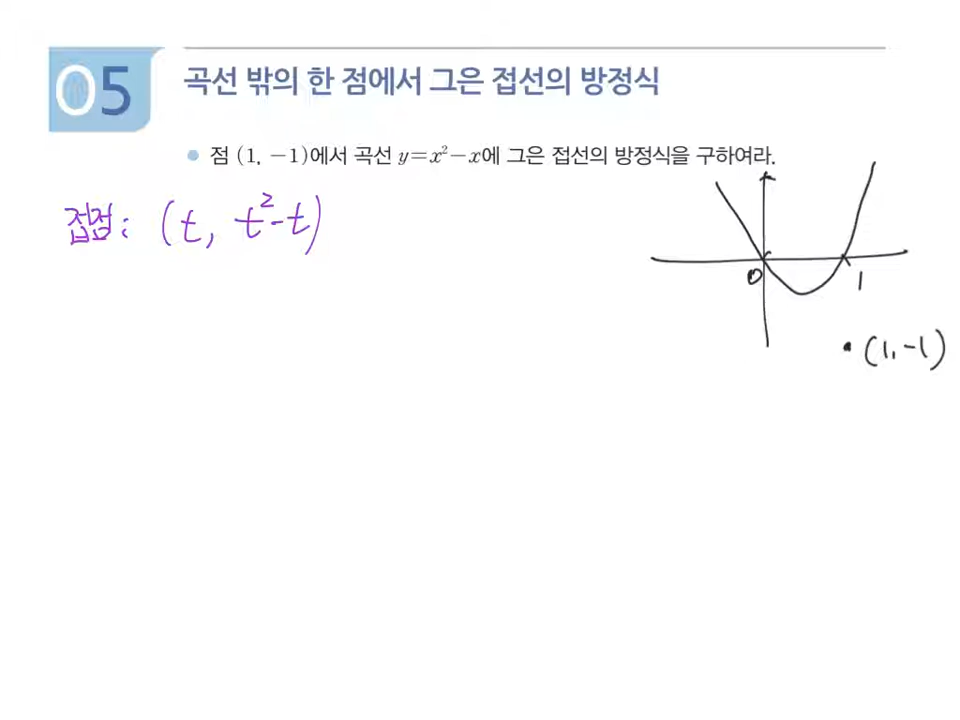 05
곡선 밖의 한 점에서 그은 접선의 방정식
점 (1, −1)에서 곡선 y=x²−x에 그은 접선의 방정식을 구하여라.
접점: (t, t²-t)
0
1
(1, -1)